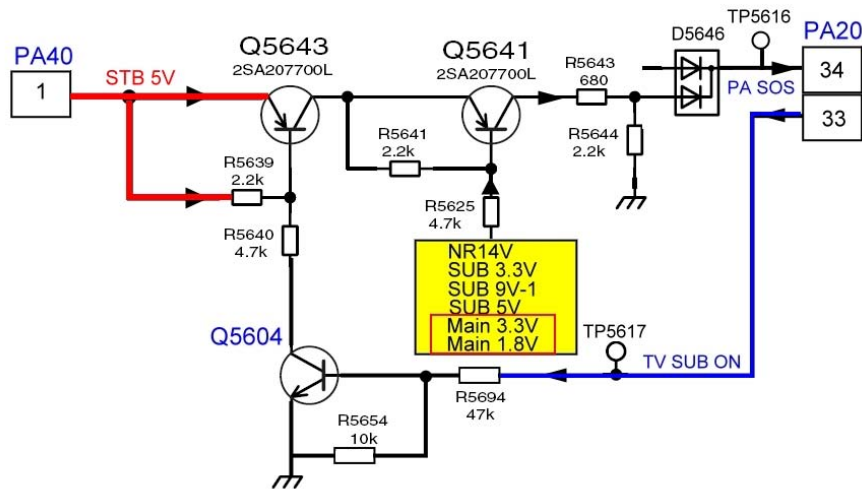 PA40
1
STB 5V
Q5643
2SA207700L
Q5641
2SA207700L
R5643
680
D5646
TP5616
PA20
34
PA SOS
33
R5641
2.2k
R5644
2.2k
R5639
2.2k
R5640
4.7k
R5625
4.7k
NR14V
SUB 3.3V
SUB 9V-1
SUB 5V
Main 3.3V
Main 1.8V
Q5604
TP5617
TV SUB ON
R5694
47k
R5654
10k